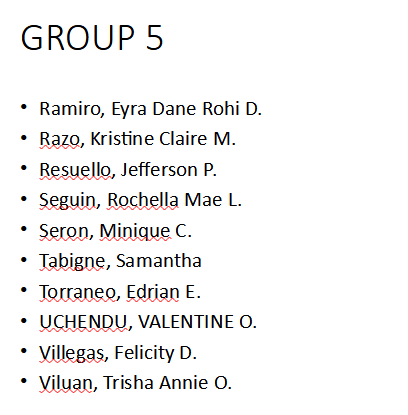 GROUP 5
• Ramiro, Eyra Dane Rohi D.
• Razo, Kristine Claire M.
• Resuello, Jefferson P.
• Seguin, Rochella Mae L.
• Seron, Minique C.
• Tabigne, Samantha
• Torraneo, Edrian E.
• UCHENDU, VALENTINE O.
• Villegas, Felicity D.
• Viluan, Trisha Annie O.